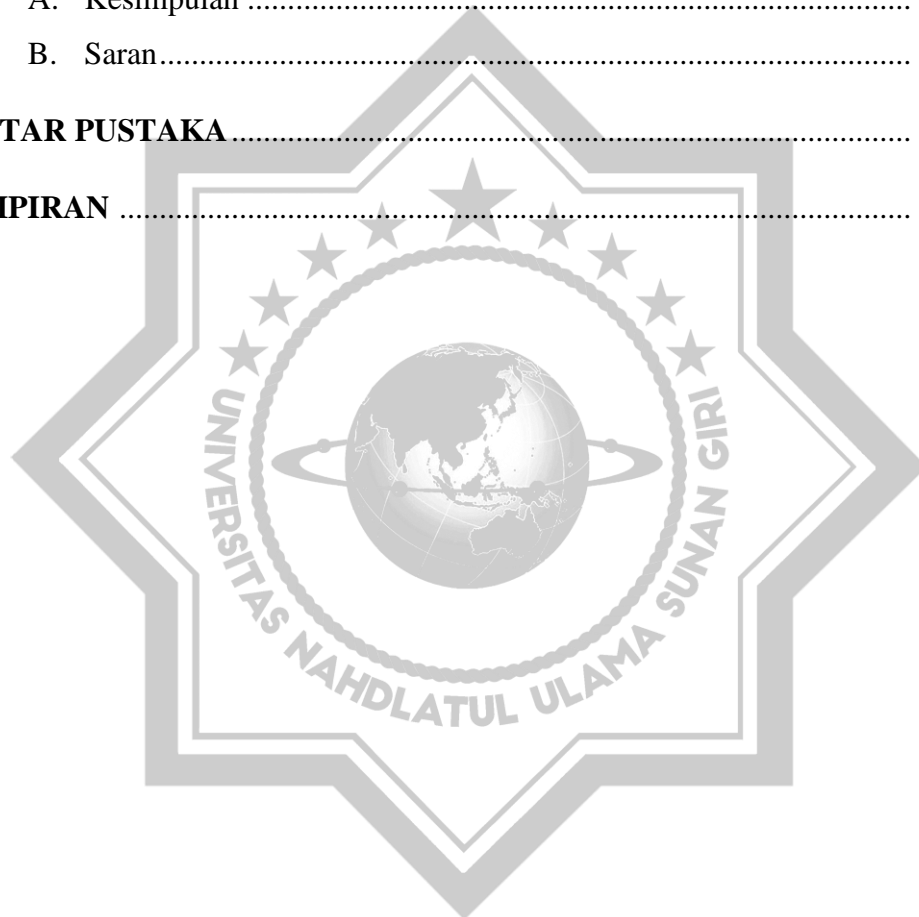 A. Kesimpulan ........................................................................................
B. Saran ........................................................................................
TAR PUSTAKA ........................................................................................
IPIRAN ........................................................................................
UNIVERSITAS NAHDLATUL ULAMA SUNAN GIRI